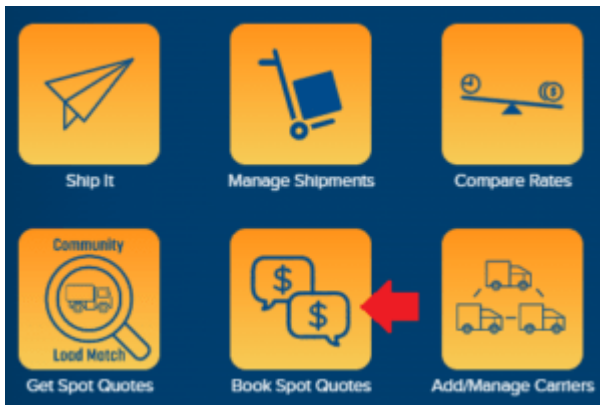 Ship It
Manage Shipments
Compare Rates
$
Community
Load Match
$
$
Get Spot Quotes
Book Spot Quotes
Add/Manage Carriers